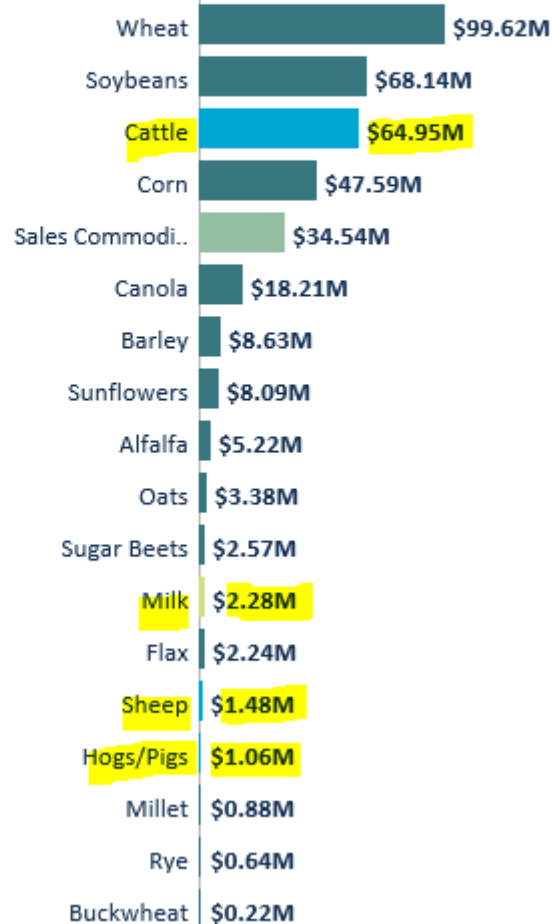 Wheat $99.62M
Soybeans $68.14M
Cattle $64.95M
Corn $47.59M
Sales Commodi.. $34.54M
Canola $18.21M
Barley $8.63M
Sunflowers $8.09M
Alfalfa $5.22M
Oats $3.38M
Sugar Beets $2.57M
Milk $2.28M
Flax $2.24M
Sheep $1.48M
Hogs/Pigs $1.06M
Millet $0.88M
Rye $0.64M
Buckwheat $0.22M